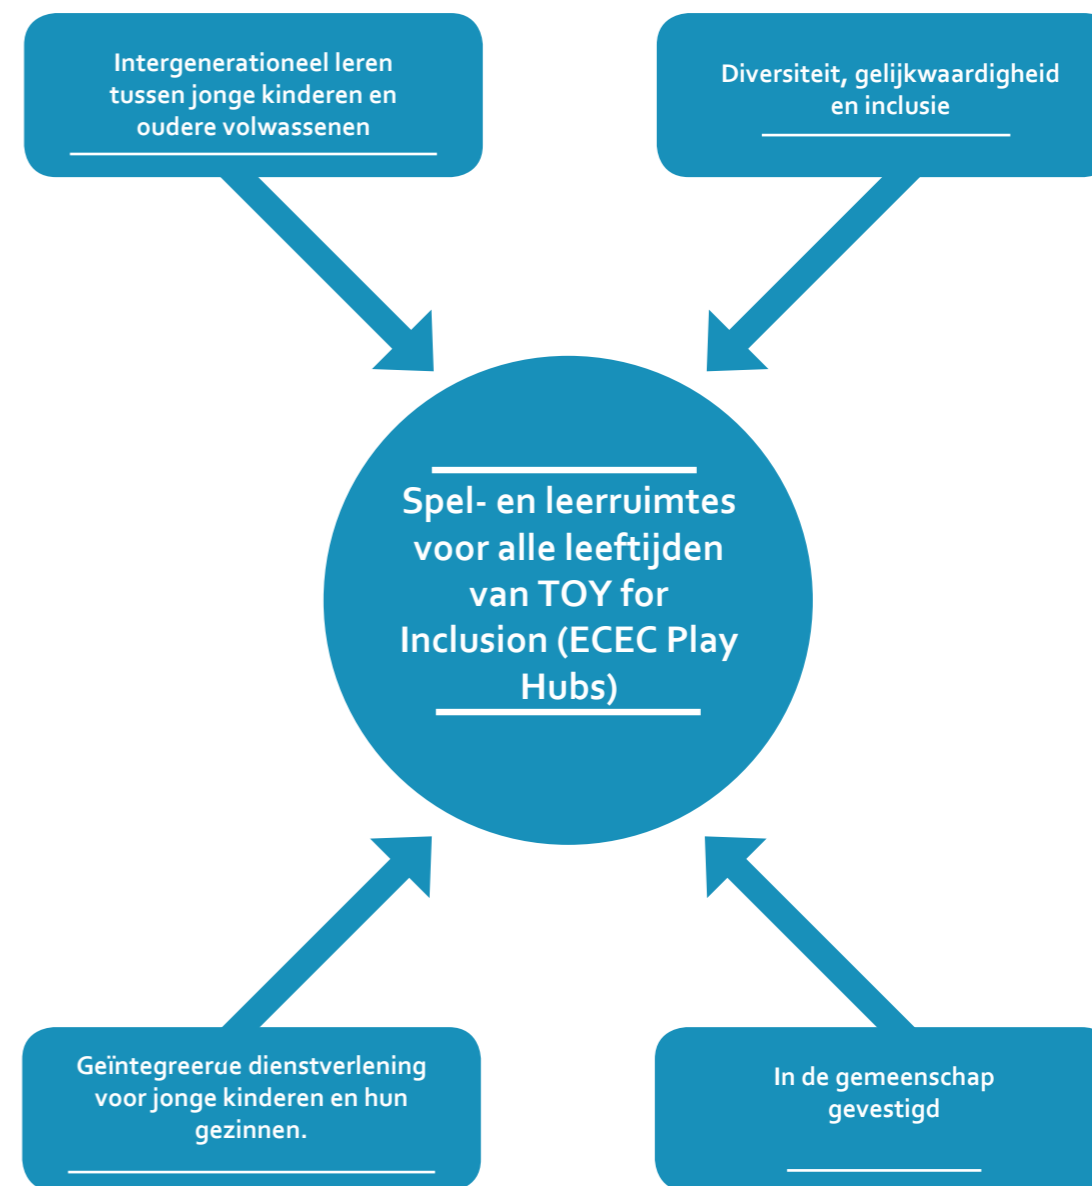 Intergenerationeel leren
tussen jonge kinderen en
oudere volwassenen
Diversiteit, gelijkwaardigheid
en inclusie
Spel- en leerruimtes
voor alle leeftijden
van TOY for
Inclusion (ECEC Play
Hubs)
Geïntegreerde dienstverlening
voor jonge kinderen en hun
gezinnen.
In de gemeenschap
gevestigd